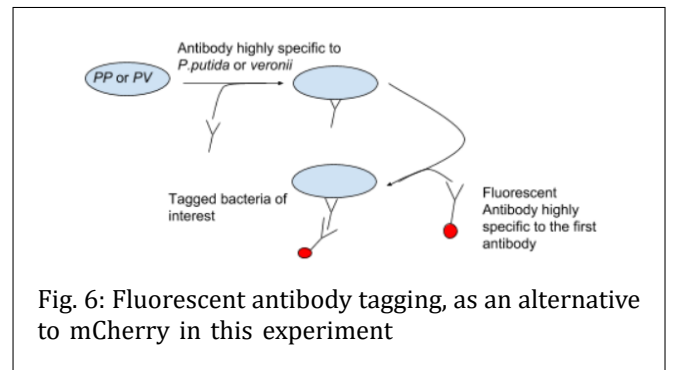 Antibody highly specific to
P.putida or veronii
PP or PV
Tagged bacteria of
interest
Fluorescent
Antibody highly
specific to the first
antibody
Fig. 6: Fluorescent antibody tagging, as an alternative
to mCherry in this experiment